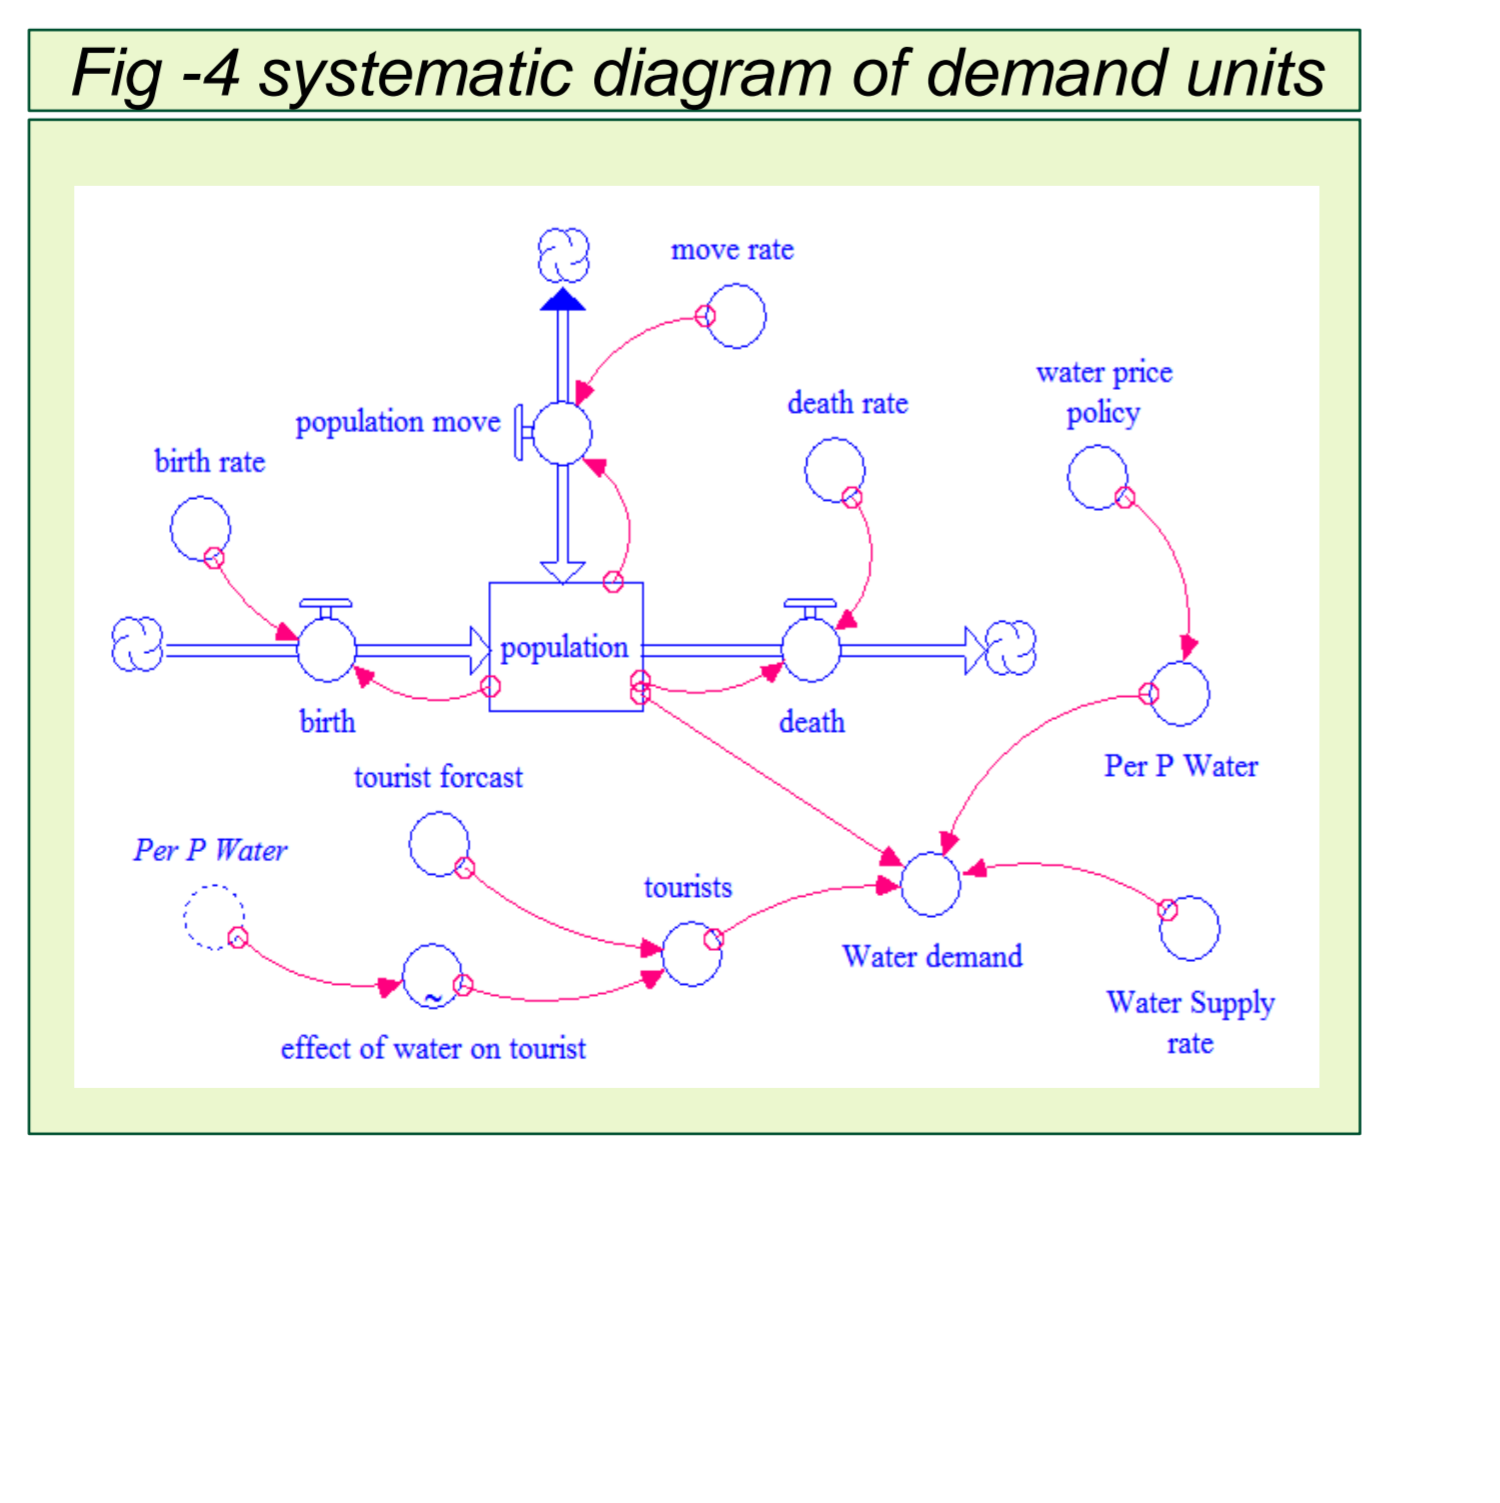 Fig -4 systematic diagram of demand units
move rate
water price
policy
death rate
population move
birth rate
population
birth
death
Per P Water
tourist forcast
Per P Water
tourists
Water demand
Water Supply
rate
~
effect of water on tourist